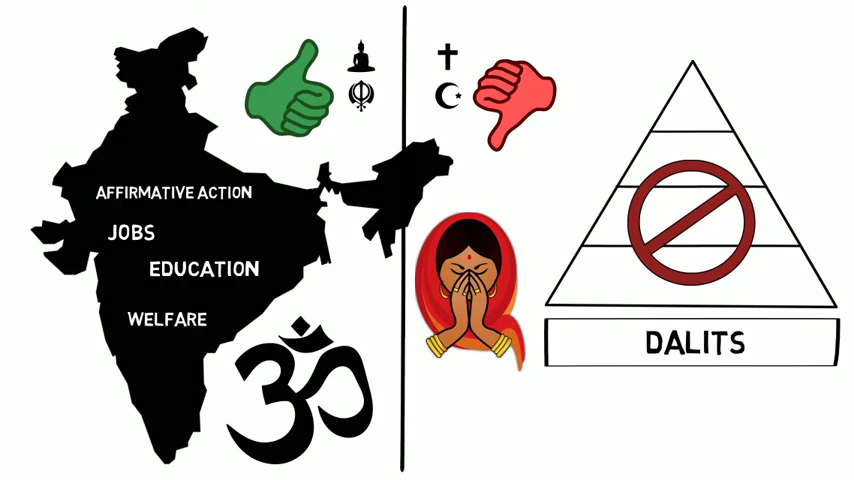 AFFIRMATIVE ACTION
JOBS
EDUCATION
WELFARE
ॐ
DALITS